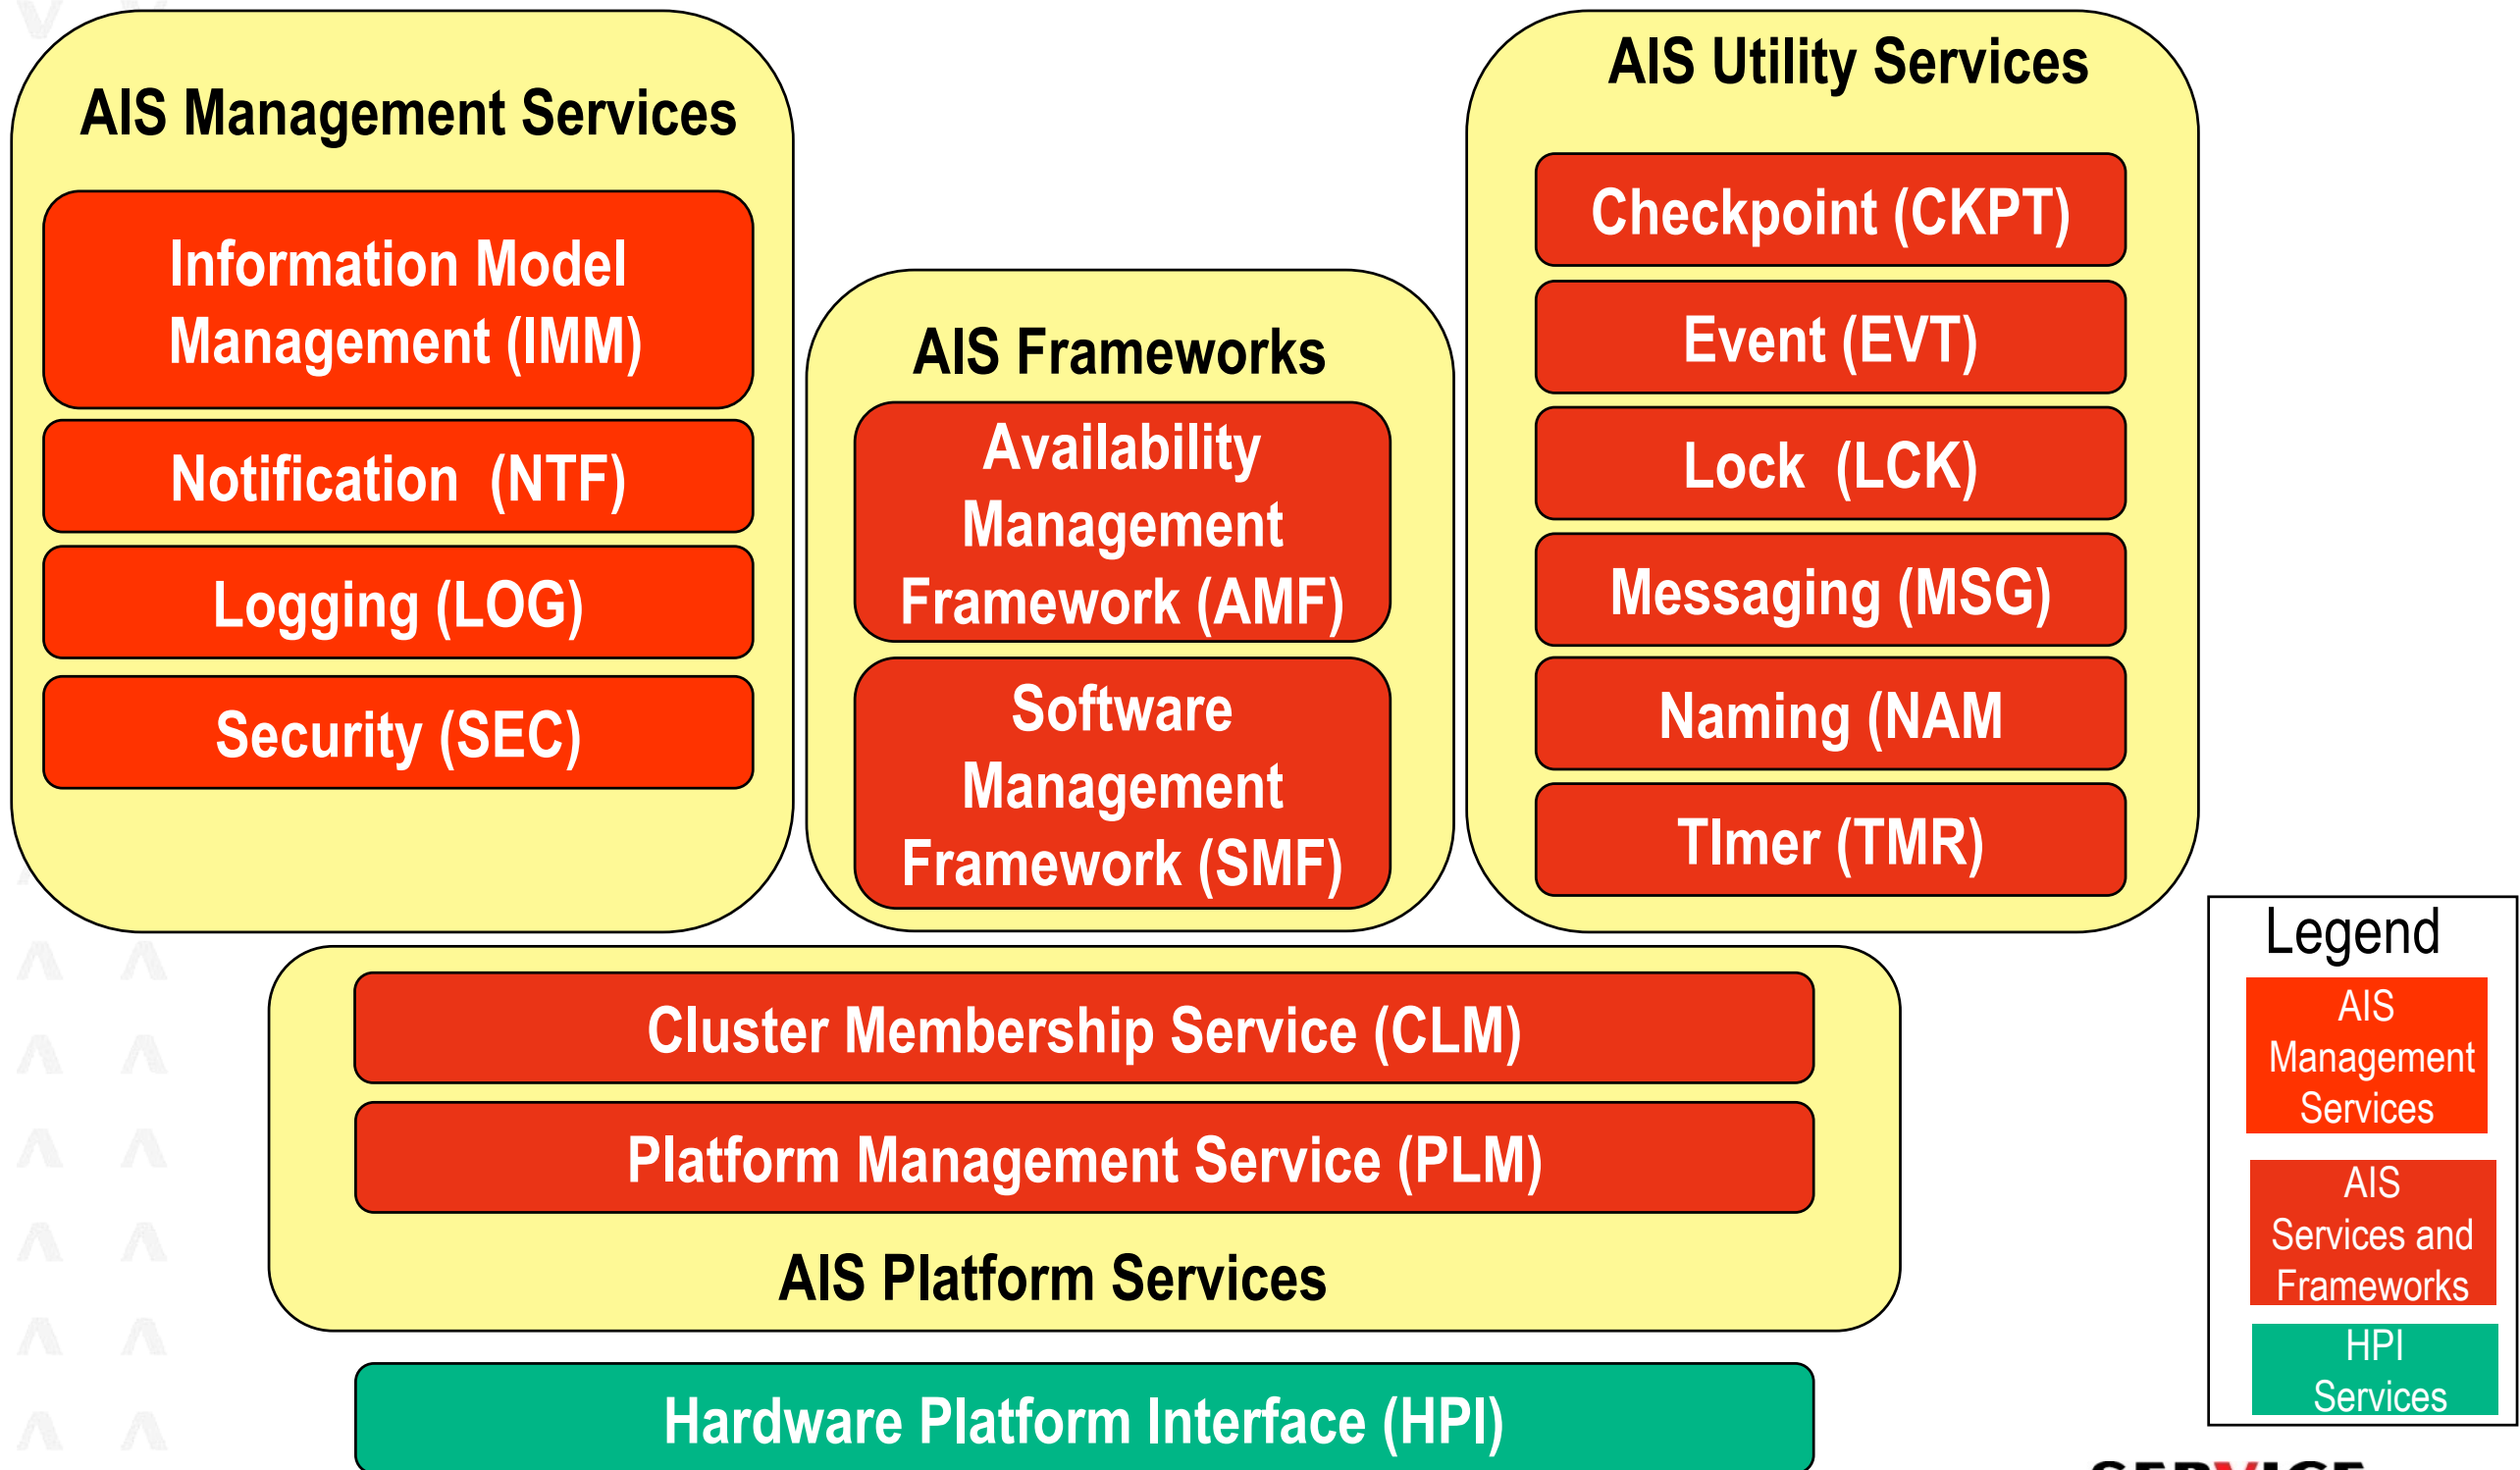 AIS Management Services
Information Model
Management (IMM)
Notification (NTF)
Logging (LOG)
Security (SEC)
AIS Frameworks
Availability
Management
Framework (AMF)
Software
Management
Framework (SMF)
AIS Utility Services
Checkpoint (CKPT)
Event (EVT)
Lock (LCK)
Messaging (MSG)
Naming (NAM
TImer (TMR)
Cluster Membership Service (CLM)
Platform Management Service (PLM)
AIS Platform Services
Hardware Platform Interface (HPI)
Legend
AIS
Management
Services
AIS
Services and
Frameworks
HPI
Services